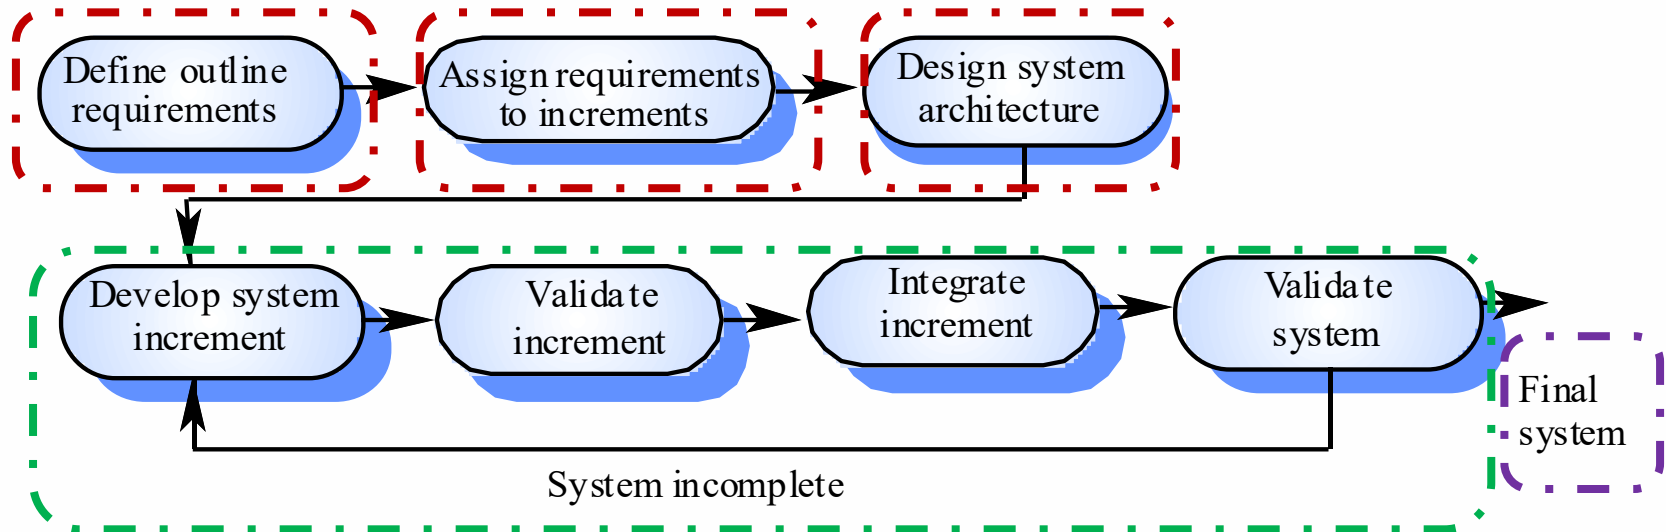 Define outline
requirements
Assign requirements
to increments
Design system
architecture
Develop system
increment
Validate
increment
Integrate
increment
Validate
system
Final
system
System incomplete